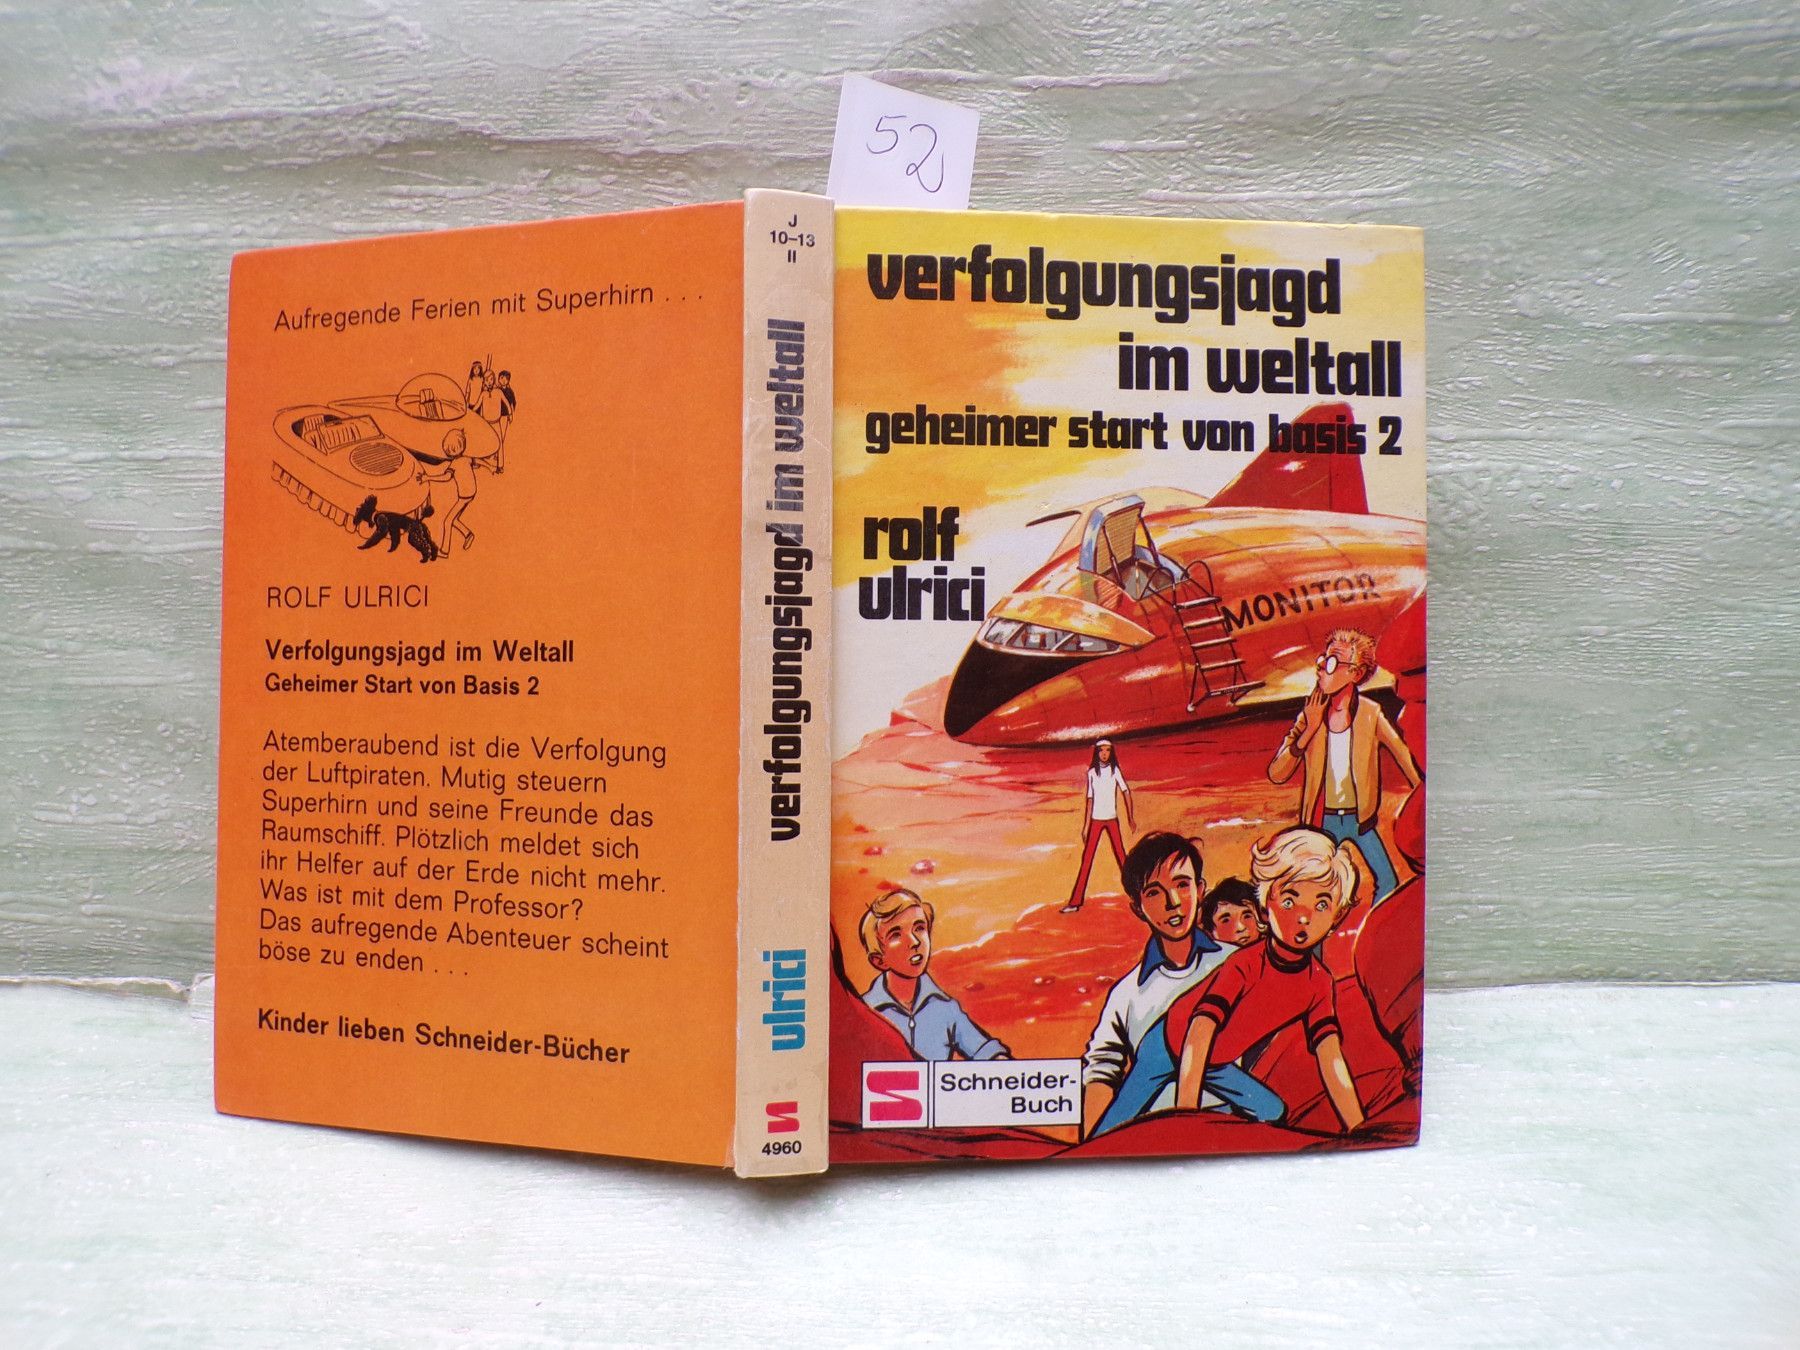 52
Aufregende Ferien mit Superhirn . . .
ROLF ULRICI
Verfolgungsjagd im Weltall
Geheimer Start von Basis 2
Atemberaubend ist die Verfolgung
der Luftpiraten. Mutig steuern
Superhirn und seine Freunde das
Raumschiff. Plötzlich meldet sich
ihr Helfer auf der Erde nicht mehr.
Was ist mit dem Professor?
Das aufregende Abenteuer scheint
böse zu enden . . .
Kinder lieben Schneider-Bücher
J
10–13
II
verfolgungsjagd im weltall
ulrici
4960
verfolgungsjagd
im weltall
geheimer start von basis 2
rolf
ulrici
MONITOR
Schneider-
Buch